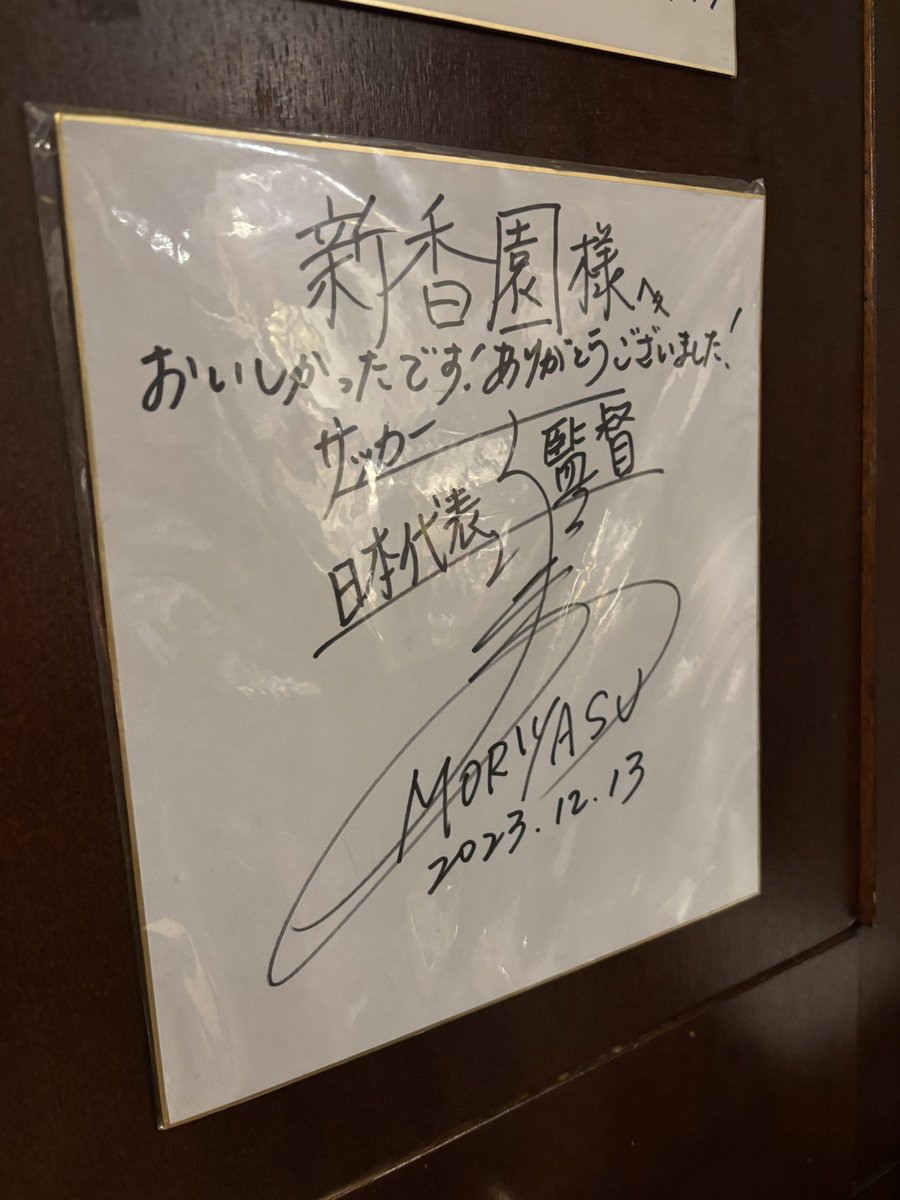 新香園様へ
おいしかったです!ありがとうございました!
サッカー
日本代表
監督
MORIYASU
2023.12.13